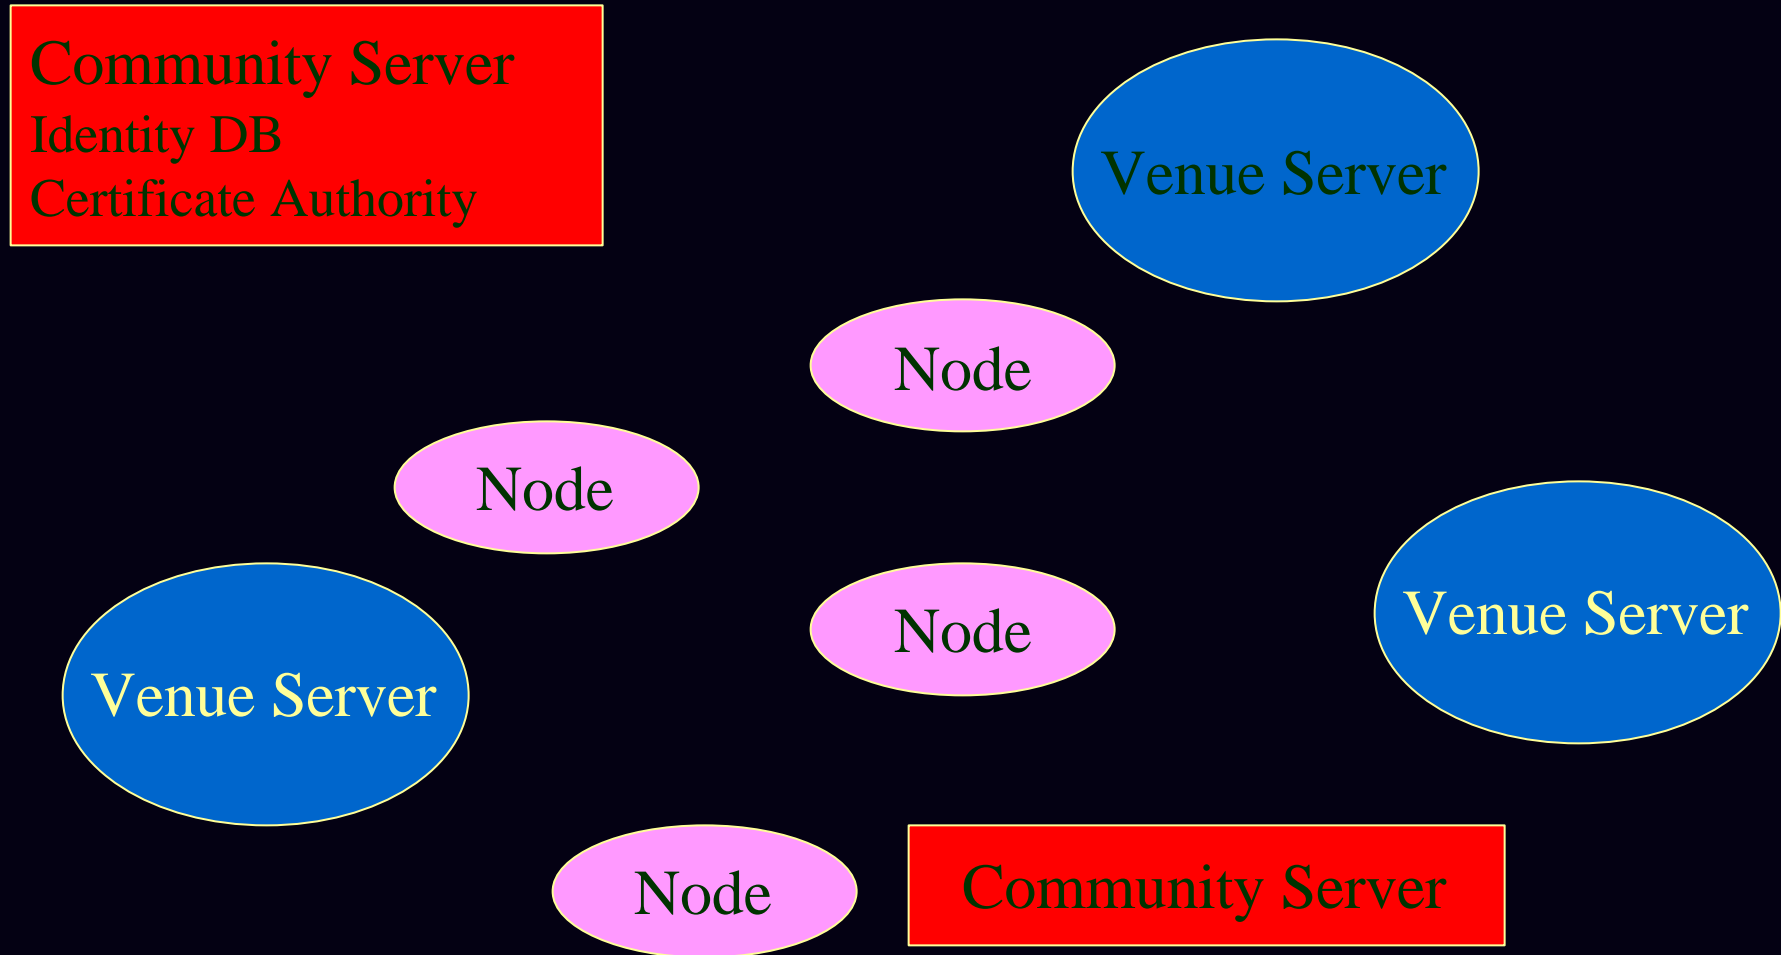 Community Server
Identity DB
Certificate Authority
Venue Server
Node
Node
Venue Server
Node
Venue Server
Node
Community Server